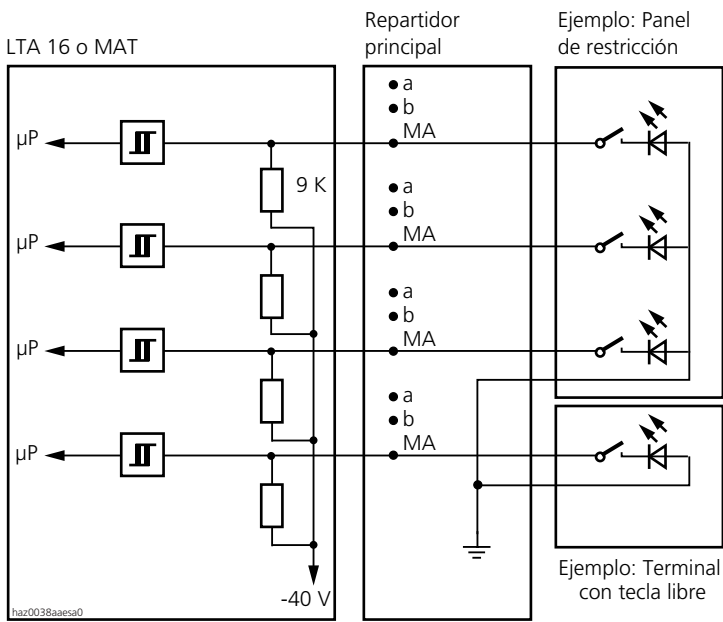 LTA 16 o MAT
Repartidor
principal
Ejemplo: Panel
de restricción
a
b
µP
MA
9 K
a
b
µP
MA
a
b
µP
MA
a
b
µP
MA
-40 V
Ejemplo: Terminal
con tecla libre
haz0038aaesa0